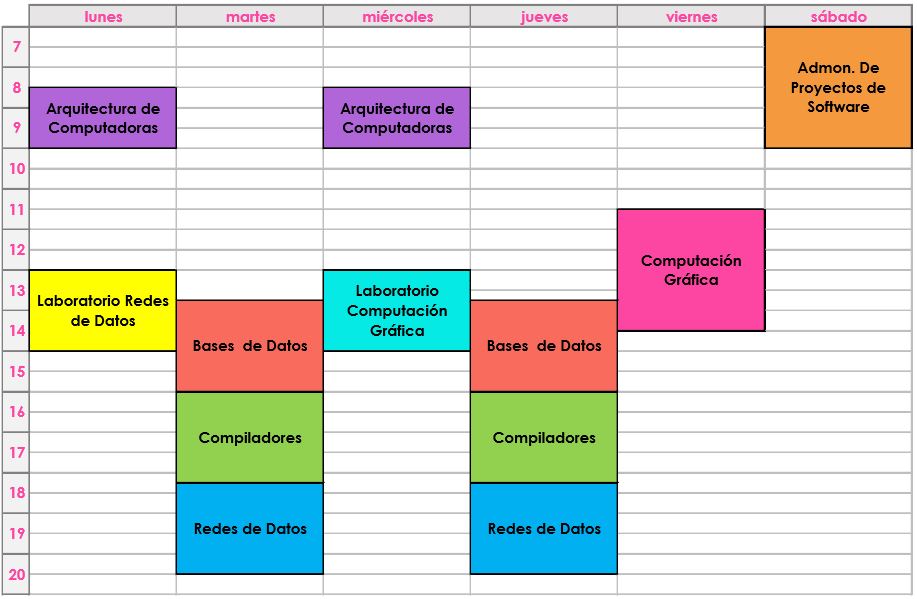 lunes martes miércoles jueves viernes sábado
7
Admon. De
Proyectos de
Software
8
Arquitectura de
Computadoras
Arquitectura de
Computadoras
9
10
11
12
Computación
Gráfica
13
Laboratorio Redes
de Datos
Laboratorio
Computación
Gráfica
14
Bases de Datos
Bases de Datos
15
16
Compiladores
Compiladores
17
18
19
Redes de Datos
Redes de Datos
20